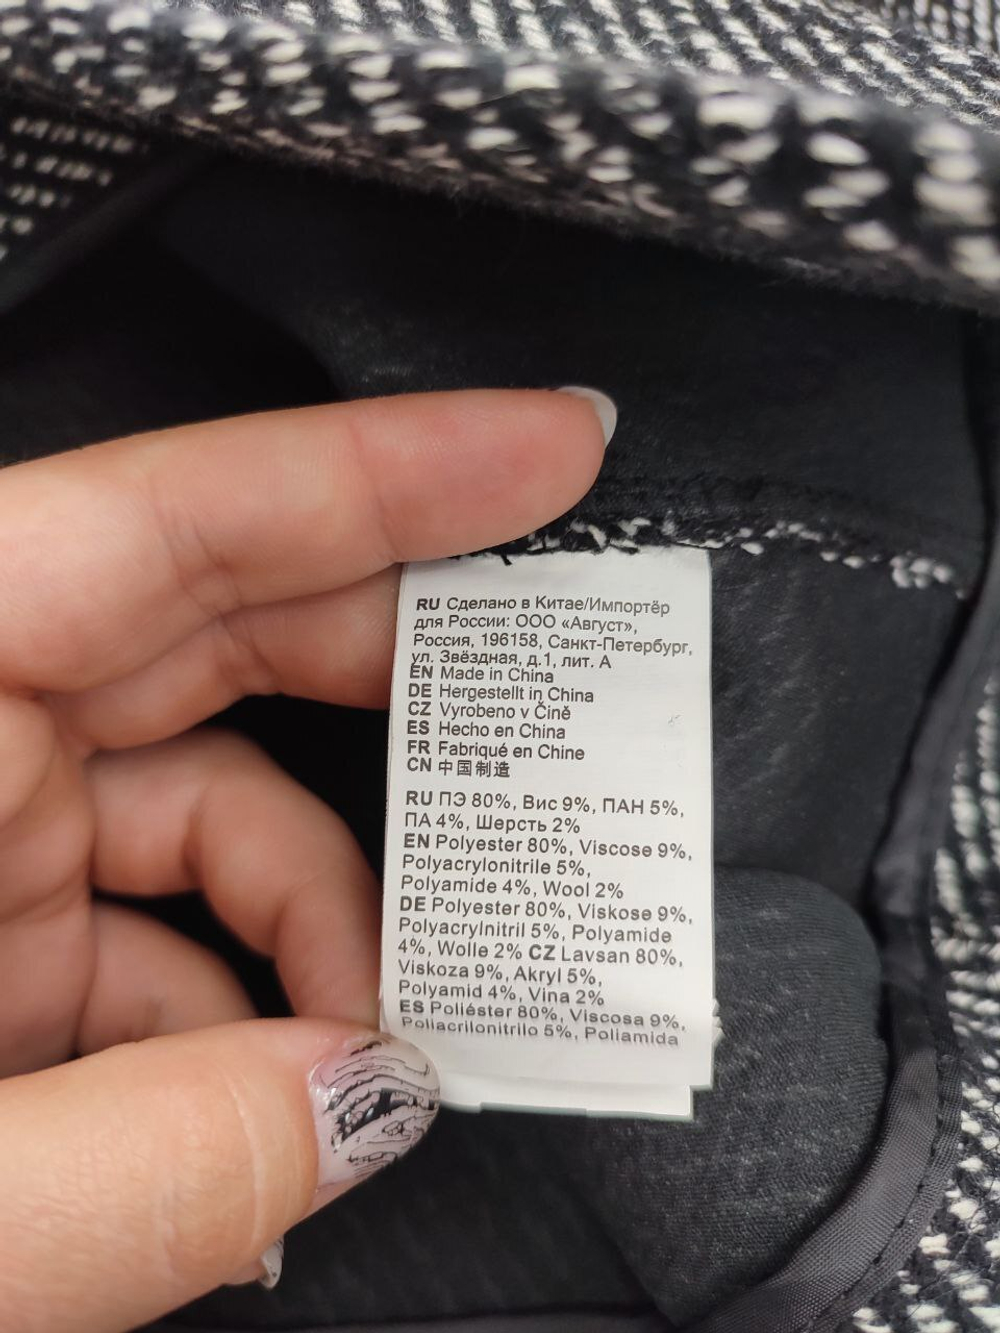 RU Сделано в Китае/Импортёр
для России: ООО «Август»,
Россия, 196158, Санкт-Петербург,
ул. Звёздная, д.1, лит. А
EN Made in China
DE Hergestellt in China
CZ Vyrobeno v Čině
ES Hecho en China
FR Fabriqué en Chine
CN 中国制造
RU ПЭ 80%, Вис 9%, ПАН 5%,
ПА 4%, Шерсть 2%
EN Polyester 80%, Viscose 9%,
Polyacrylonitrile 5%,
Polyamide 4%, Wool 2%
DE Polyester 80%, Viskose 9%,
Polyacrylnitril 5%, Polyamide
4%, Wolle 2% CZ Lavsan 80%,
Viskoza 9%, Akryl 5%,
Polyamid 4%, Vina 2%
ES Poliéster 80%, Viscosa 9%,
Poliacrilonitrilo 5%, Poliamida